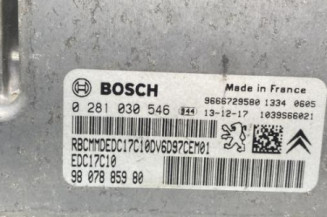 BOSCH
Made in France
0 281 030 546 944
9666729580 1334 0605
13-12-17 1039S66021
RBCMMDEDC17C10DV6D97CEM01
EDC17C10
98 078 859 80